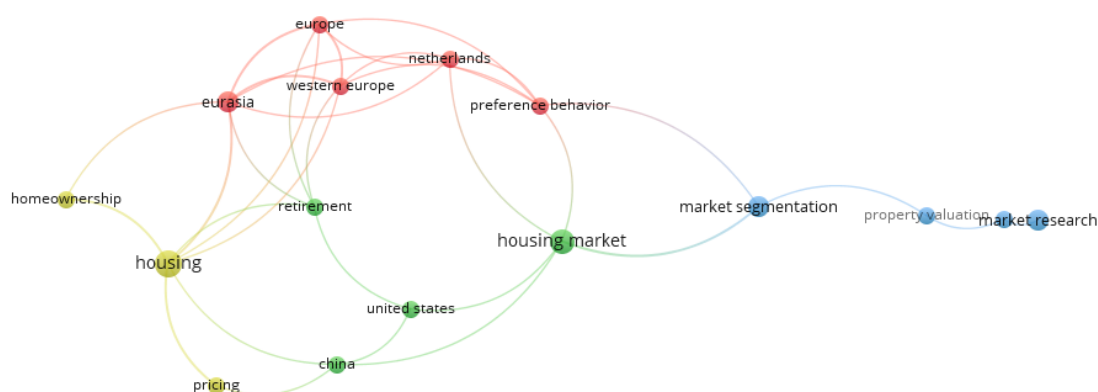 europe
netherlands
western europe
eurasia
preference behavior
homeownership
retirement
market segmentation
property valuation
market research
housing market
housing
united states
china
pricing